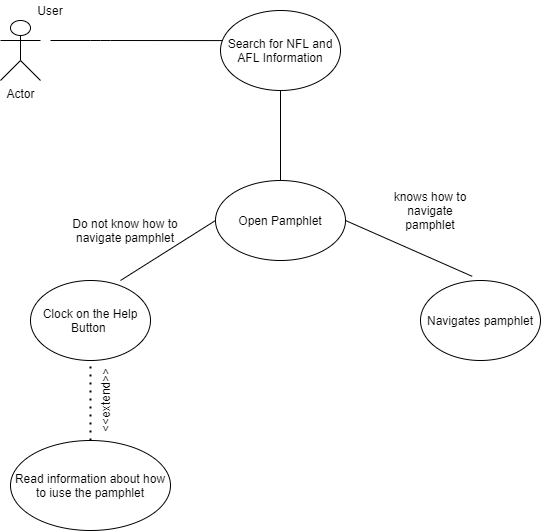 User
Actor
Search for NFL and
AFL Information
Open Pamphlet
knows how to
navigate
pamphlet
Do not know how to
navigate pamphlet
Clock on the Help
Button
Navigates pamphlet
<<extend>>
Read information about how
to iuse the pamphlet